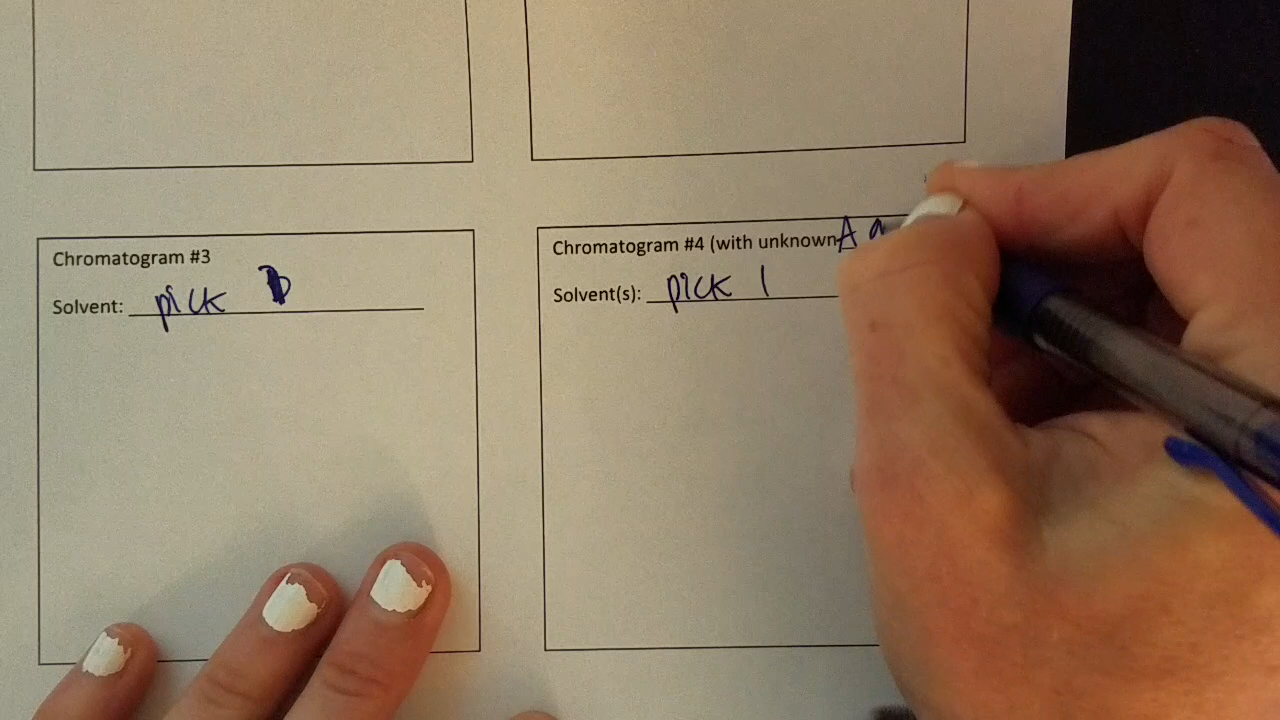 Chromatogram #3
Solvent: pick
Chromatogram #4 (with unknown A
Solvent(s): pick 1